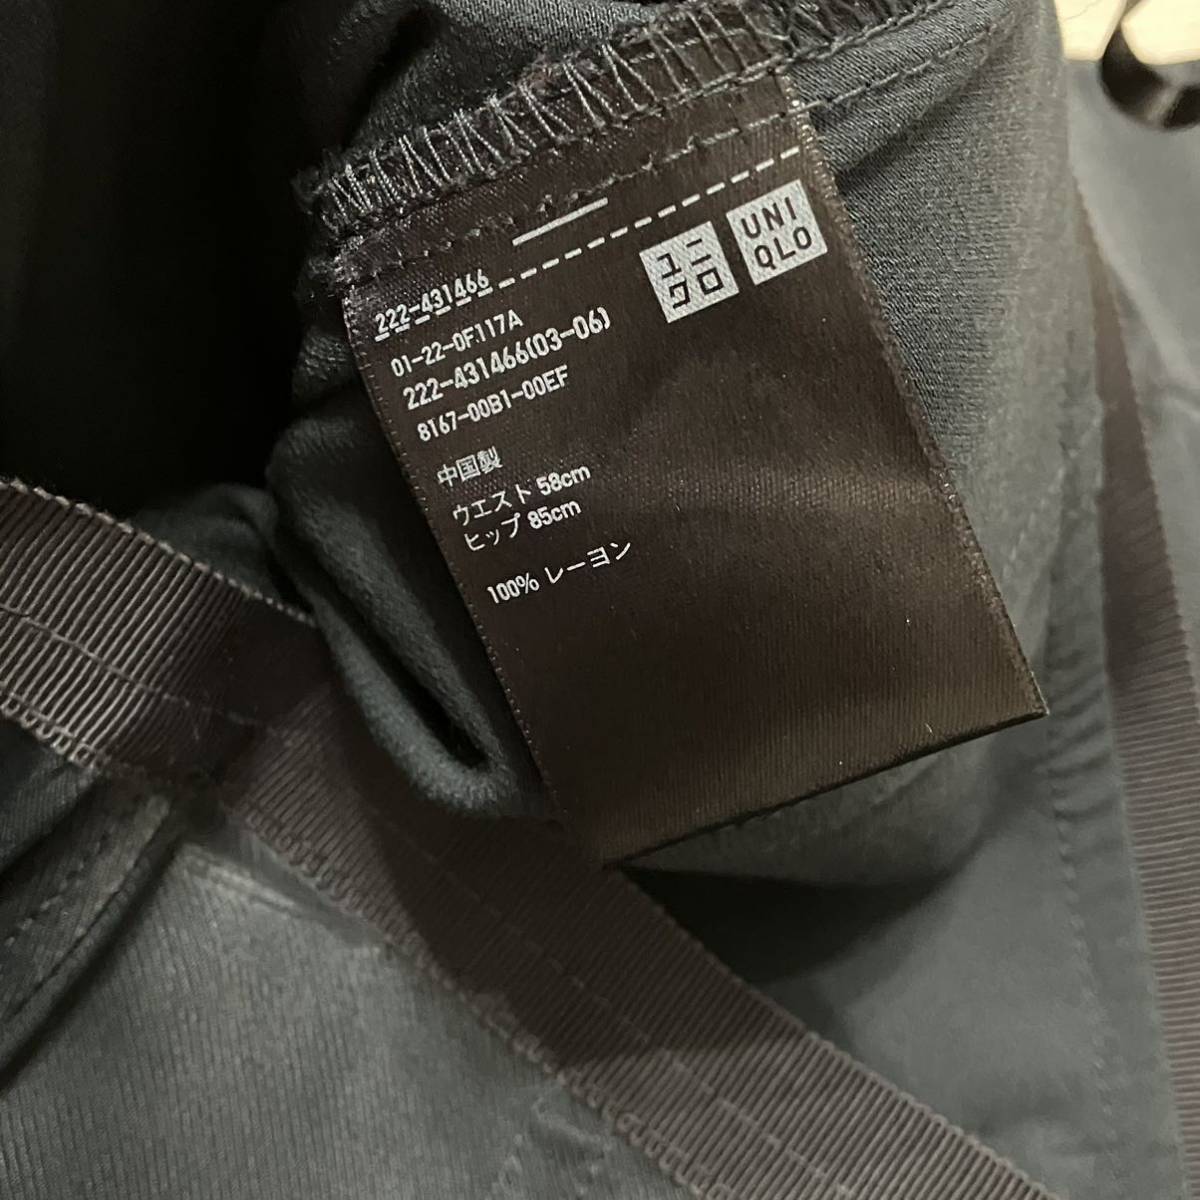 ユニ
クロ
UNI
QLO
222-431466
01-22-0F117A
222-431466(03-06)
8167-00B1-00EF
中国製
ウエスト 58cm
ヒップ 85cm
100% レーヨン